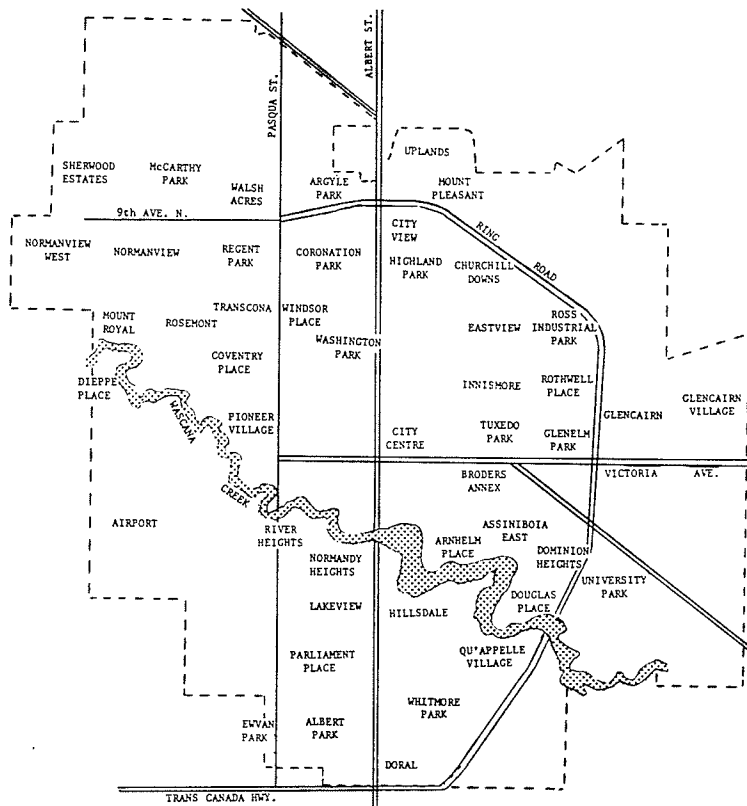 ALBERT ST.
PASQUA ST.
UPLANDS
SHERWOOD
ESTATES
McCARTHY
PARK
WALSH
ACRES
ARGYLE
PARK
MOUNT
PLEASANT
9th AVE. N.
CITY
VIEW
RING
ROAD
NORMANVIEW
WEST
NORMANVIEW
REGENT
PARK
CORONATION
PARK
HIGHLAND
PARK
CHURCHILL
DOWNS
MOUNT
ROYAL
ROSEMONT
TRANSCONA
WINDSOR
PLACE
WASHINGTON
PARK
EASTVIEW
ROSS
INDUSTRIAL
PARK
DIEPPE
PLACE
COVENTRY
PLACE
INNISMORE
ROTHWELL
PLACE
WASCANA
CREEK
PIONEER
VILLAGE
CITY
CENTRE
TUXEDO
PARK
GLENELM
PARK
GLENCAIRN
GLENCAIRN
VILLAGE
VICTORIA AVE.
BRODERS
ANNEX
AIRPORT
RIVER
HEIGHTS
NORMANDY
HEIGHTS
ARNHELM
PLACE
ASSINIBOIA
EAST
DOMINION
HEIGHTS
UNIVERSITY
PARK
LAKEVIEW
HILLSDALE
DOUGLAS
PLACE
PARLIAMENT
PLACE
QU'APPELLE
VILLAGE
EWVAN
PARK
ALBERT
PARK
WHITMORE
PARK
DORAL
TRANS CANADA HWY.